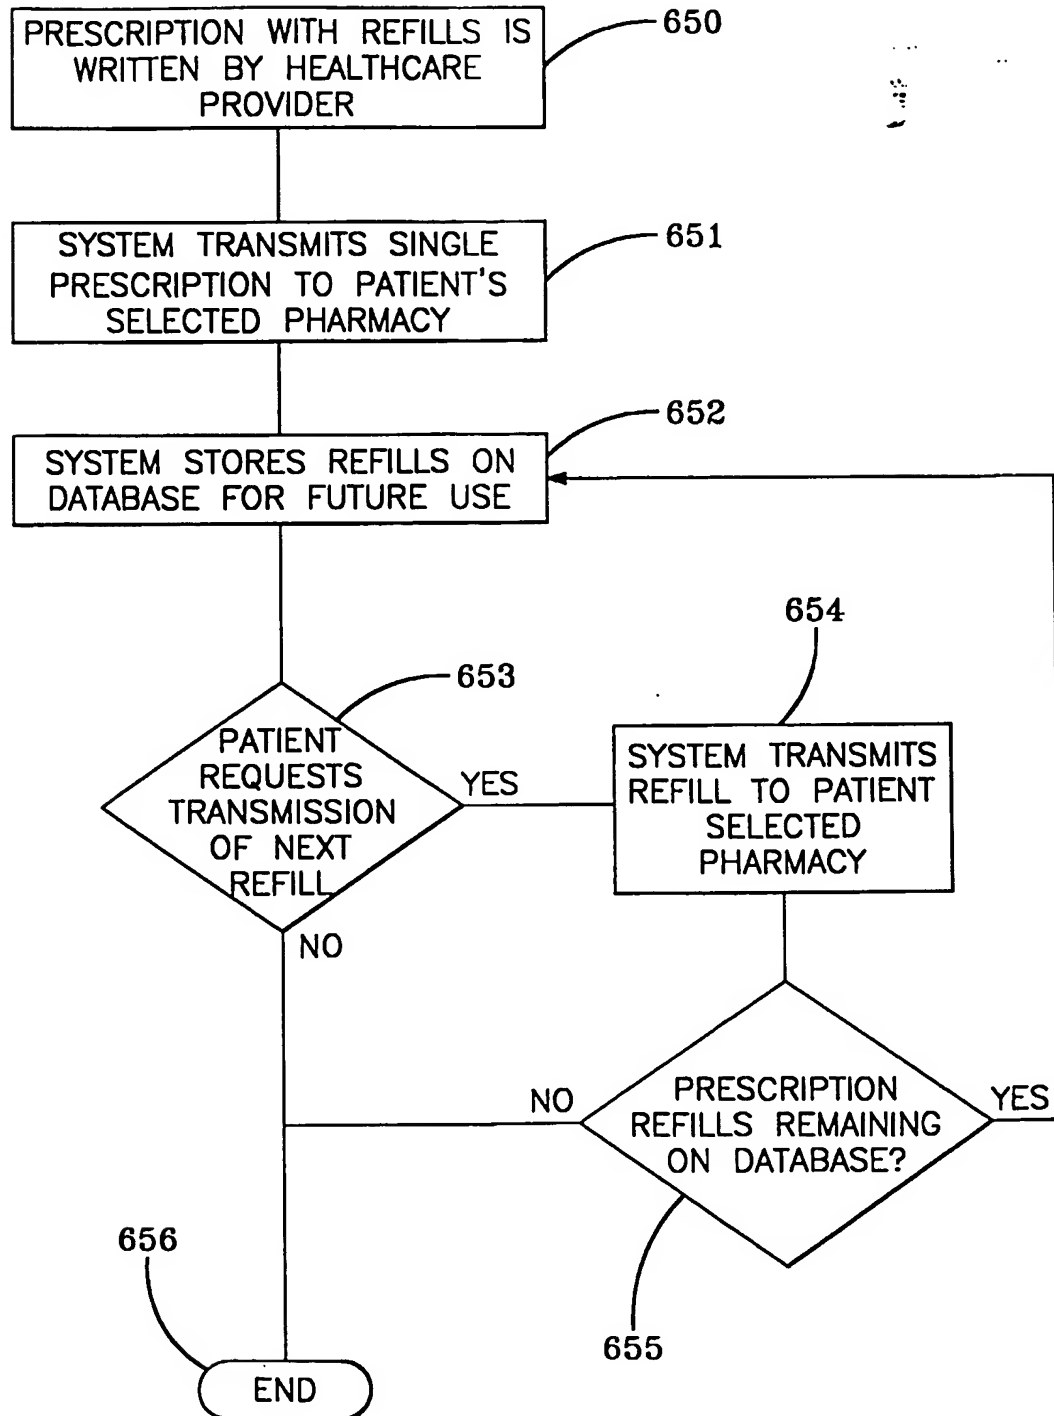 PRESCRIPTION WITH REFILLS IS
WRITTEN BY HEALTHCARE
PROVIDER
650
SYSTEM TRANSMITS SINGLE
PRESCRIPTION TO PATIENT'S
SELECTED PHARMACY
651
SYSTEM STORES REFILLS ON
DATABASE FOR FUTURE USE
652
PATIENT
REQUESTS
TRANSMISSION
OF NEXT
REFILL
653
YES
NO
SYSTEM TRANSMITS
REFILL TO PATIENT
SELECTED
PHARMACY
654
PRESCRIPTION
REFILLS REMAINING
ON DATABASE?
655
NO
YES
656
END